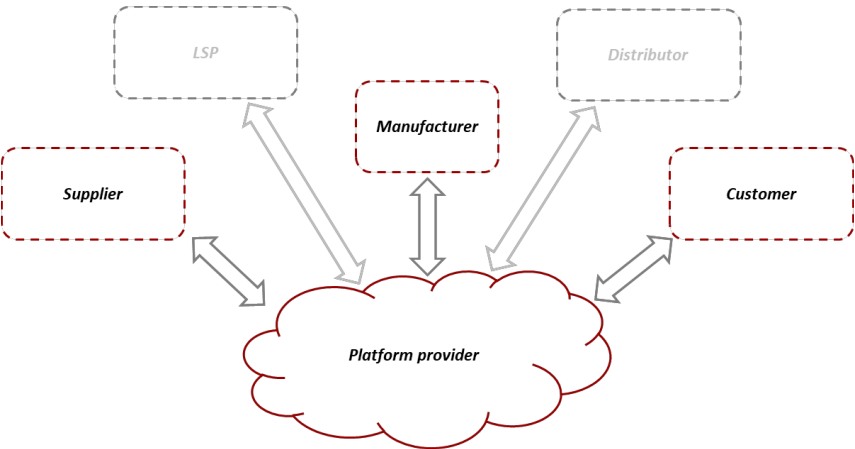 LSP
Distributor
Manufacturer
Supplier
Customer
Platform provider